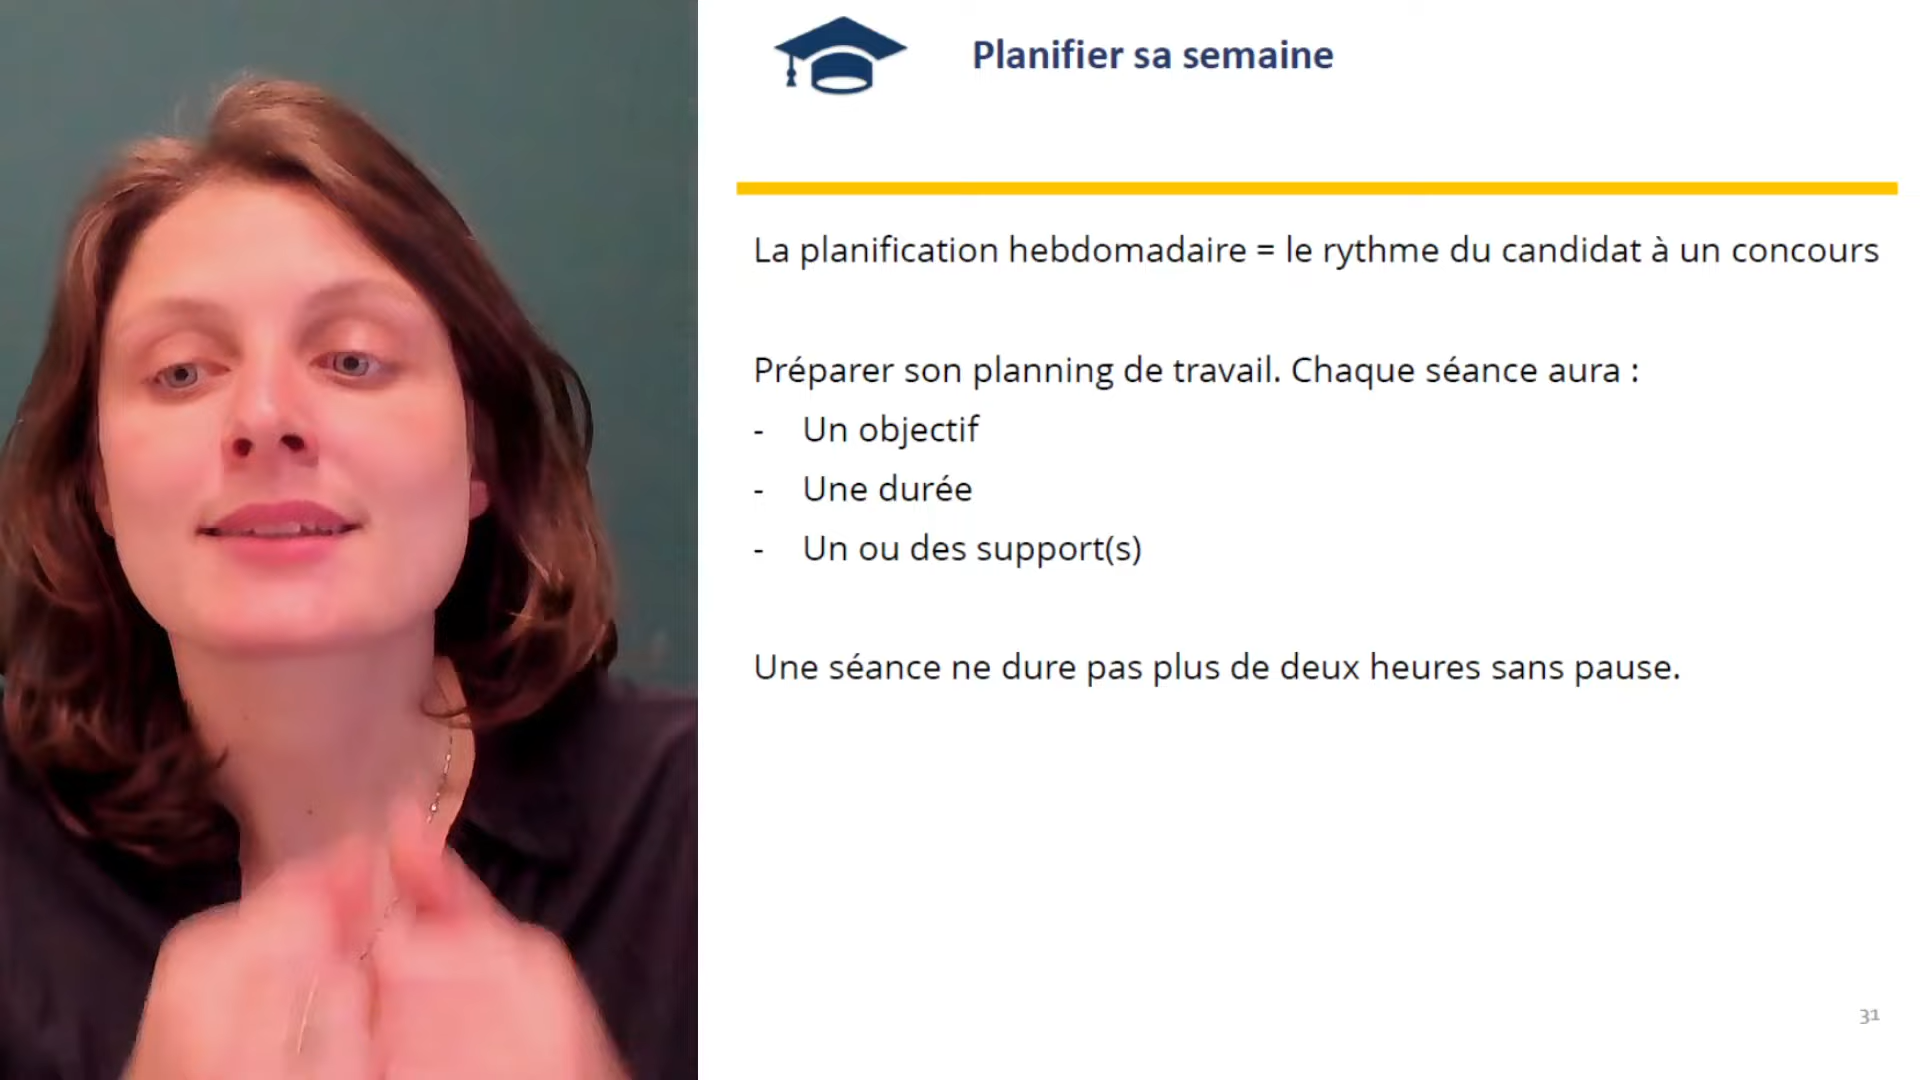 Planifier sa semaine
La planification hebdomadaire = le rythme du candidat à un concours
Préparer son planning de travail. Chaque séance aura :
- Un objectif
- Une durée
- Un ou des support(s)
Une séance ne dure pas plus de deux heures sans pause.
31